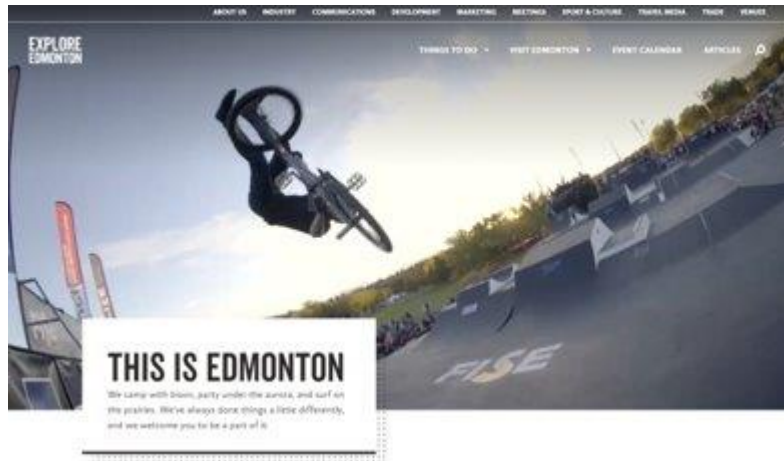 ABOUT US INDUSTRY COMMUNICATIONS DEVELOPMENT MARKETING MEETINGS SPORT & CULTURE TRAVEL MEDIA TRADE VENUES
EXPLORE
EDMONTON
THINGS TO DO VISIT EDMONTON EVENT CALENDAR ARTICLES
FISE
THIS IS EDMONTON
We camp with bison, party under the aurora, and surf on
the prairies. We've always done things a little differently,
and we welcome you to be a part of it.